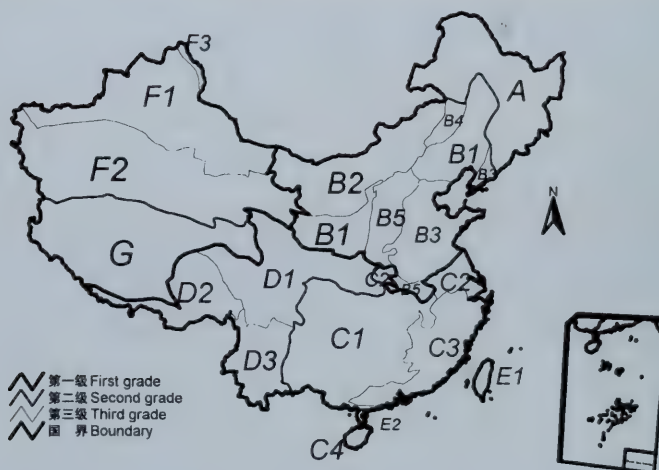 F3
F1
A
B4
F2
B2
B1
B3
N
B5
B1
B3
G
D1
C2
B5
C2
D2
C1
D3
C3
E1
第一级 First grade
第二级 Second grade
第三级 Third grade
国 界 Boundary
E2
C4